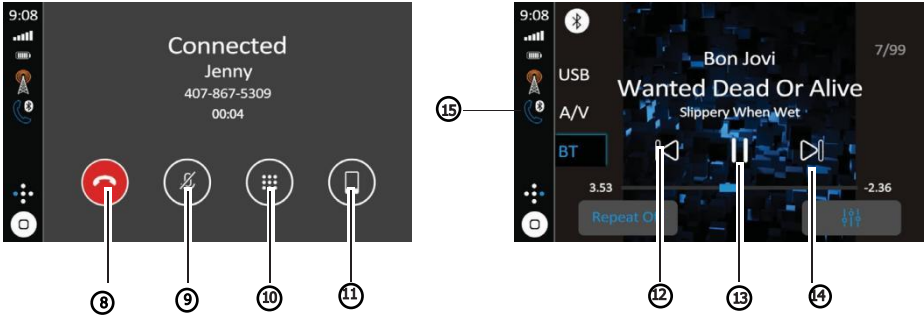 9:08
Connected
Jenny
407-867-5309
00:04
8
9
10
11
15
9:08
7/99
Bon Jovi
USB
Wanted Dead Or Alive
A/V
Slippery When Wet
BT
3.53
-2.36
Repeat O
12
13
14